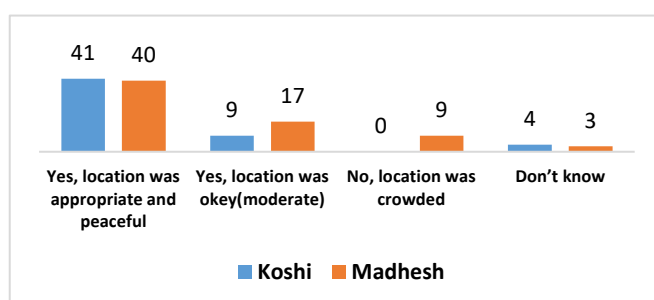 41 40
9 17
0 9
4 3
Yes, location was
appropriate and
peaceful
Yes, location was
okey(moderate)
No, location was
crowded
Don’t know
Koshi Madhesh